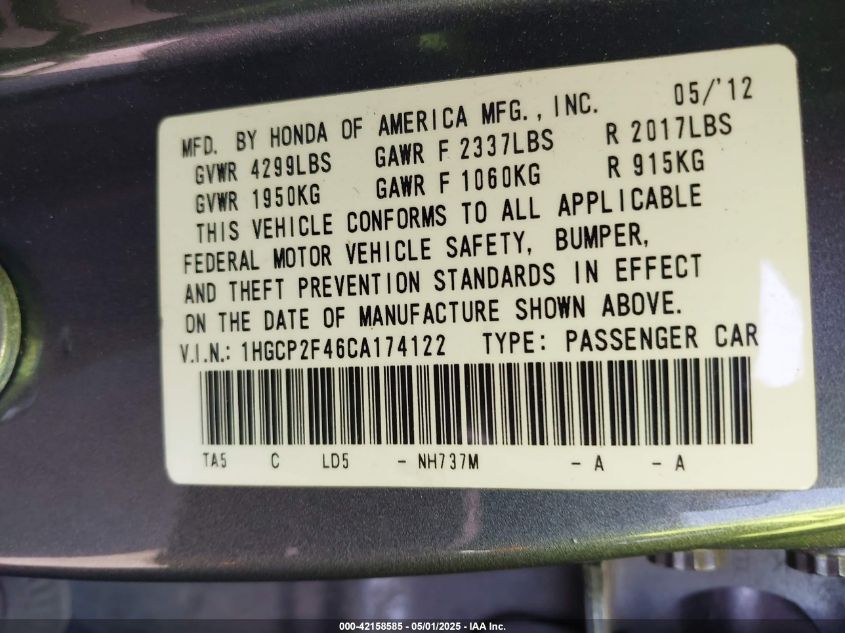 MFD. BY HONDA OF AMERICA MFG., INC. 05/'12
GVWR 4299LBS GAWR F 2337LBS R 2017LBS
GVWR 1950KG GAWR F 1060KG R 915KG
THIS VEHICLE CONFORMS TO ALL APPLICABLE
FEDERAL MOTOR VEHICLE SAFETY, BUMPER,
AND THEFT PREVENTION STANDARDS IN EFFECT
ON THE DATE OF MANUFACTURE SHOWN ABOVE.
V.I.N.: 1HGCP2F46CA174122 TYPE: PASSENGER CAR
TA5 C LD5 - NH737M - A - A
000-42158585 - 05/01/2025 - IAA Inc.